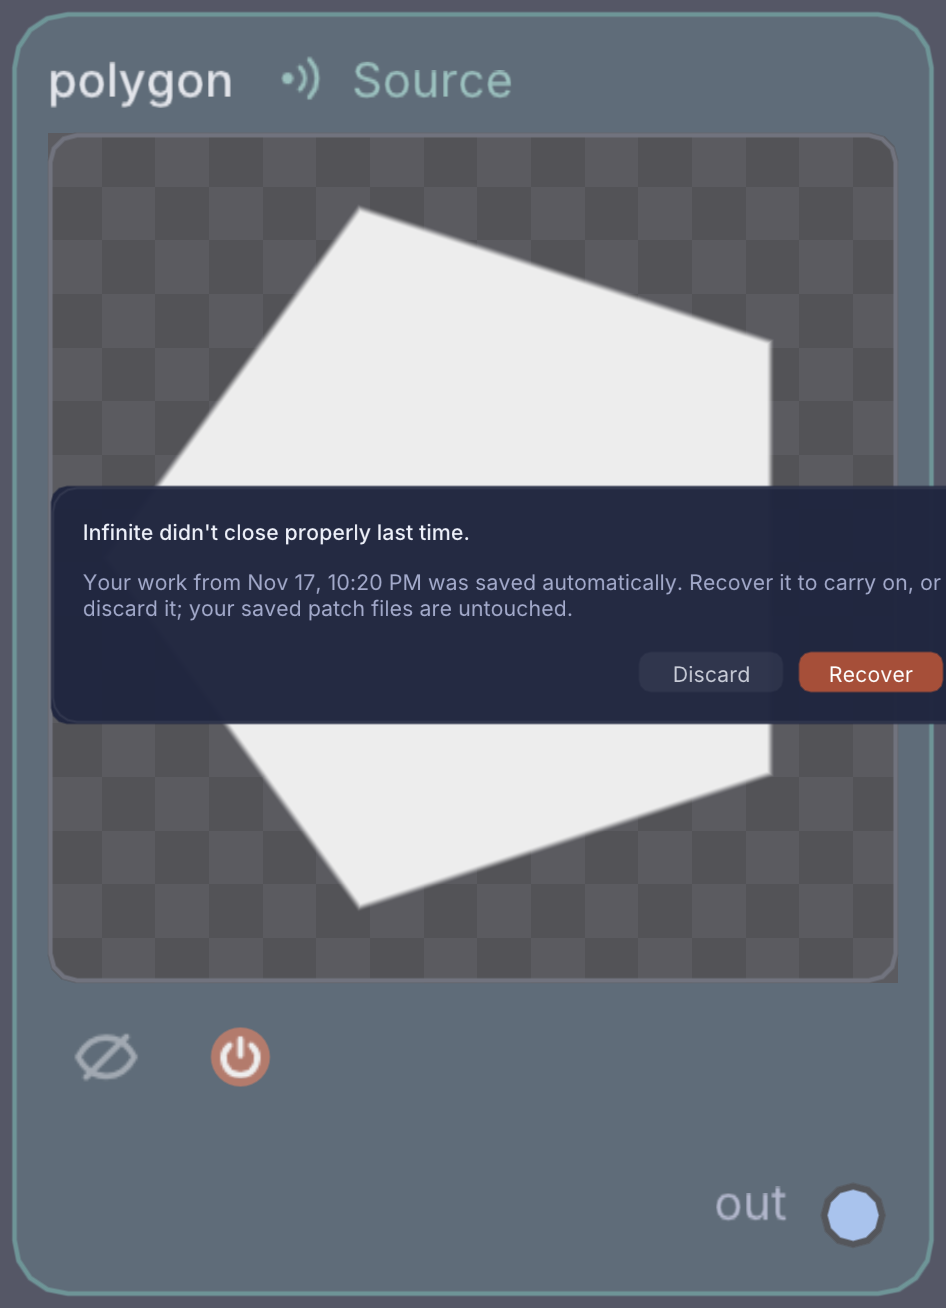 polygon Source
Infinite didn't close properly last time.
Your work from Nov 17, 10:20 PM was saved automatically. Recover it to carry on, or
discard it; your saved patch files are untouched.
Discard Recover
out